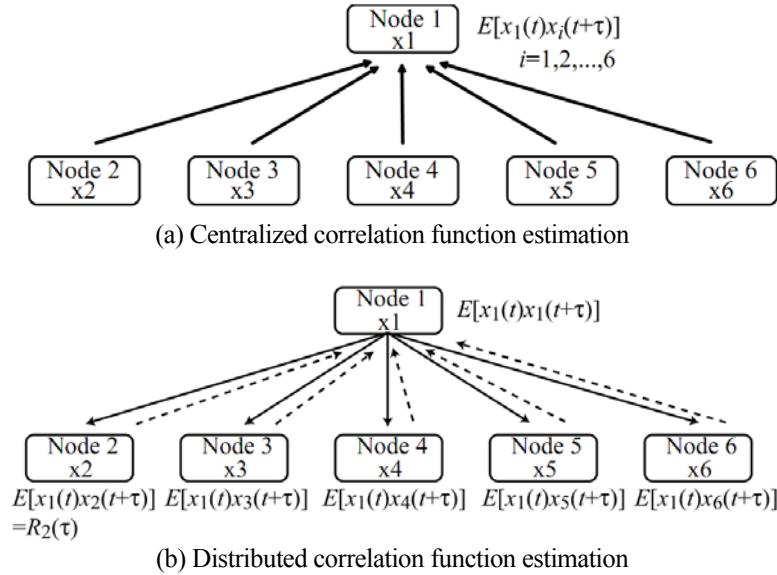 Node 1
x1
E[x1(t)xi(t+τ)]
i=1,2,...,6
Node 2
x2
Node 3
x3
Node 4
x4
Node 5
x5
Node 6
x6
(a) Centralized correlation function estimation
Node 1
x1
E[x1(t)x1(t+τ)]
Node 2
x2
Node 3
x3
Node 4
x4
Node 5
x5
Node 6
x6
E[x1(t)x2(t+τ)]
=R2(τ)
E[x1(t)x3(t+τ)]
E[x1(t)x4(t+τ)]
E[x1(t)x5(t+τ)]
E[x1(t)x6(t+τ)]
(b) Distributed correlation function estimation